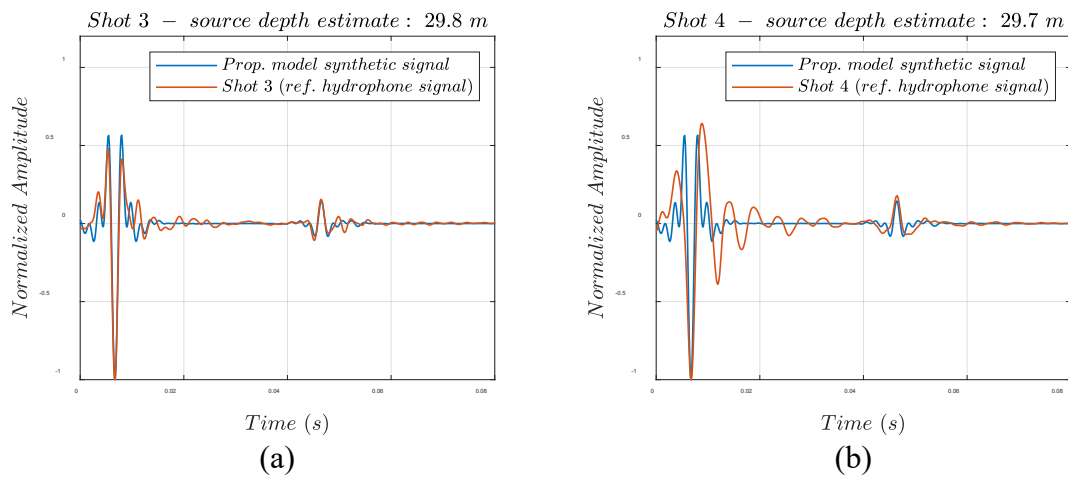 Shot 3 − source depth estimate : 29.8 m
Prop. model synthetic signal
Shot 3 (ref. hydrophone signal)
Normalized Amplitude
1
0.5
0
-0.5
-1
0
0.02
0.04
0.06
0.08
Time (s)
(a)
Shot 4 − source depth estimate : 29.7 m
Prop. model synthetic signal
Shot 4 (ref. hydrophone signal)
Normalized Amplitude
1
0.5
0
-0.5
-1
0
0.02
0.04
0.06
0.08
Time (s)
(b)